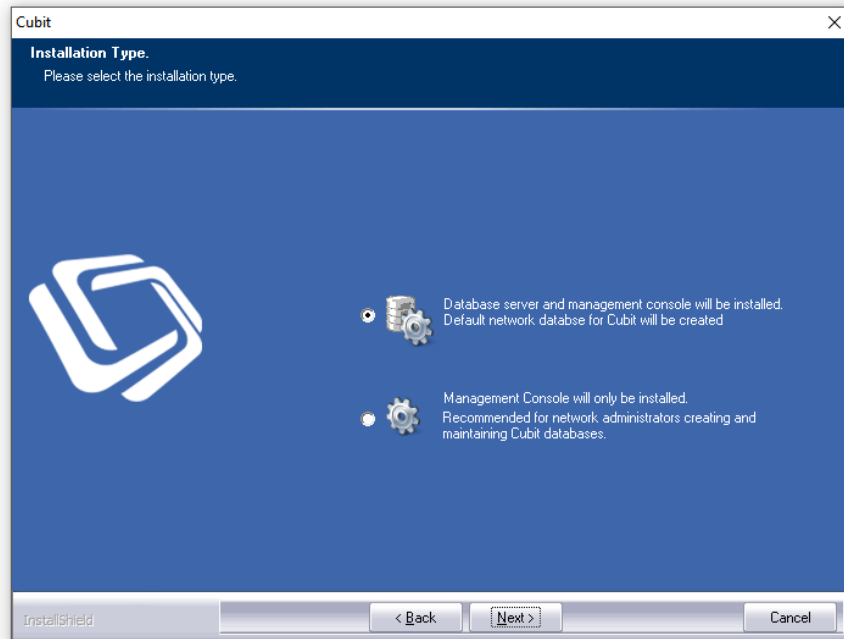 Cubit
Installation Type.
Please select the installation type.
Database server and management console will be installed.
Default network databse for Cubit will be created
Management Console will only be installed.
Recommended for network administrators creating and
maintaining Cubit databases.
InstallShield
< Back
Next >
Cancel